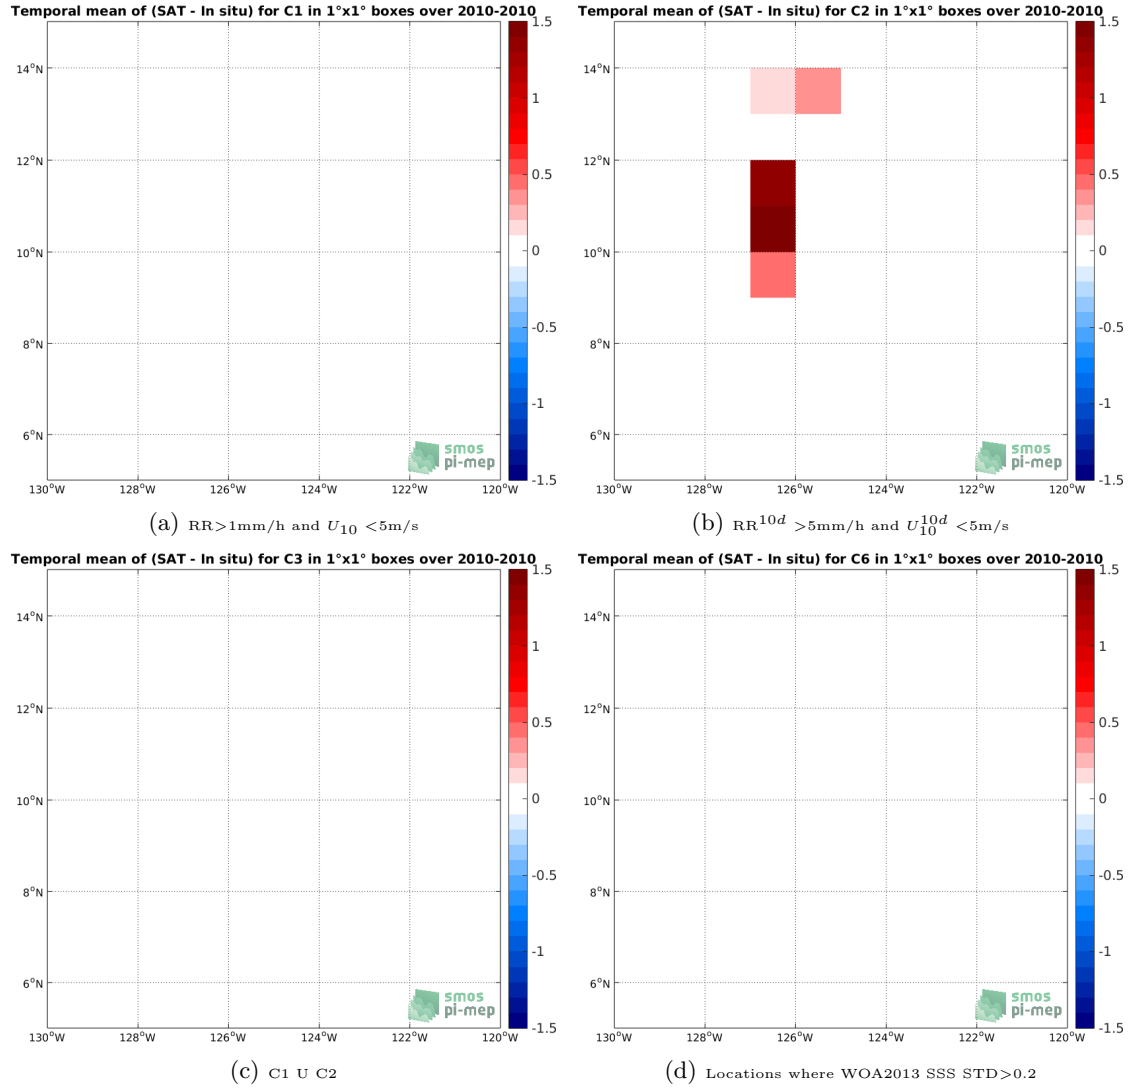 Temporal mean of (SAT - In situ) for C1 in 1°x1° boxes over 2010-2010
1.5
14°N
1
12°N
0.5
10°N
0
8°N
-0.5
-1
6°N
smos
pi-mep
-1.5
130°W 128°W 126°W 124°W 122°W 120°W
(a) RR>1mm/h and U10 <5m/s
Temporal mean of (SAT - In situ) for C2 in 1°x1° boxes over 2010-2010
1.5
14°N
1
12°N
0.5
10°N
0
8°N
-0.5
-1
6°N
smos
pi-mep
-1.5
130°W 128°W 126°W 124°W 122°W 120°W
(b) RR^10d >5mm/h and U_10^10d <5m/s
Temporal mean of (SAT - In situ) for C3 in 1°x1° boxes over 2010-2010
1.5
14°N
1
12°N
0.5
10°N
0
8°N
-0.5
-1
6°N
smos
pi-mep
-1.5
130°W 128°W 126°W 124°W 122°W 120°W
(c) C1 U C2
Temporal mean of (SAT - In situ) for C6 in 1°x1° boxes over 2010-2010
1.5
14°N
1
12°N
0.5
10°N
0
8°N
-0.5
-1
6°N
smos
pi-mep
-1.5
130°W 128°W 126°W 124°W 122°W 120°W
(d) Locations where WOA2013 SSS STD>0.2